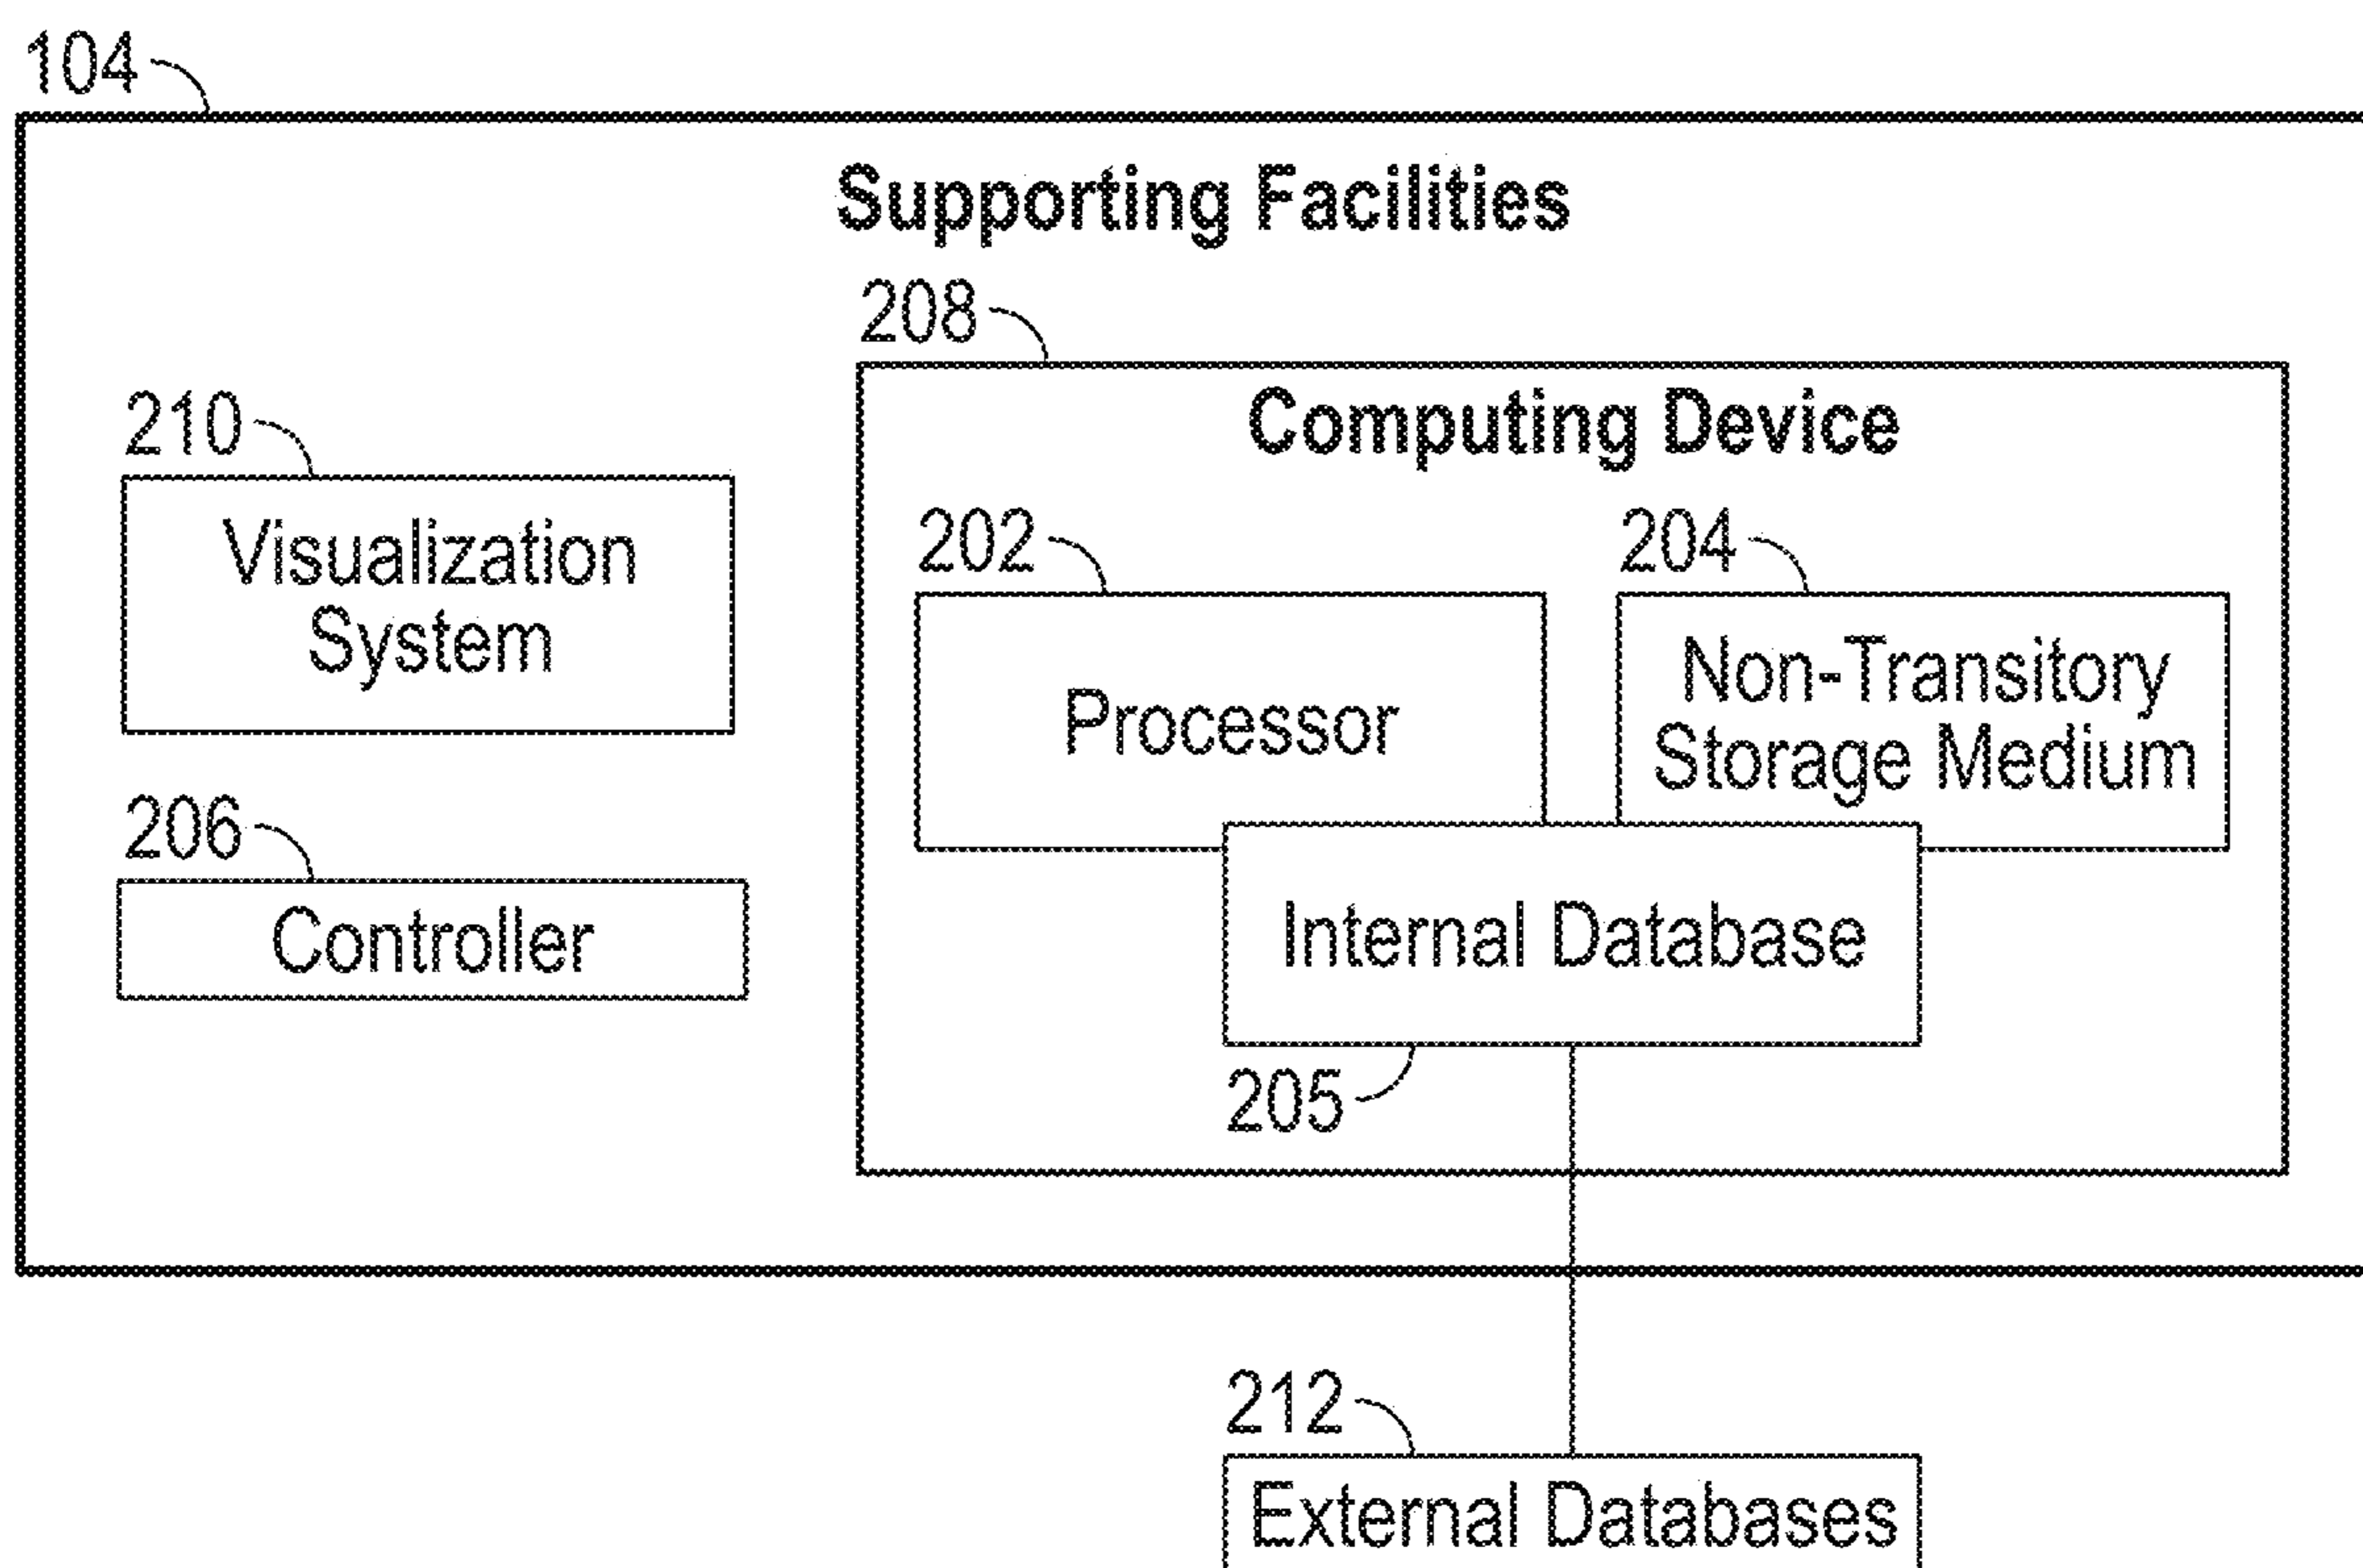 104
Supporting Facilities
208
Computing Device
210
Visualization
System
202
Processor
204
Non-Transitory
Storage Medium
206
Controller
Internal Database
205
212
External Databases